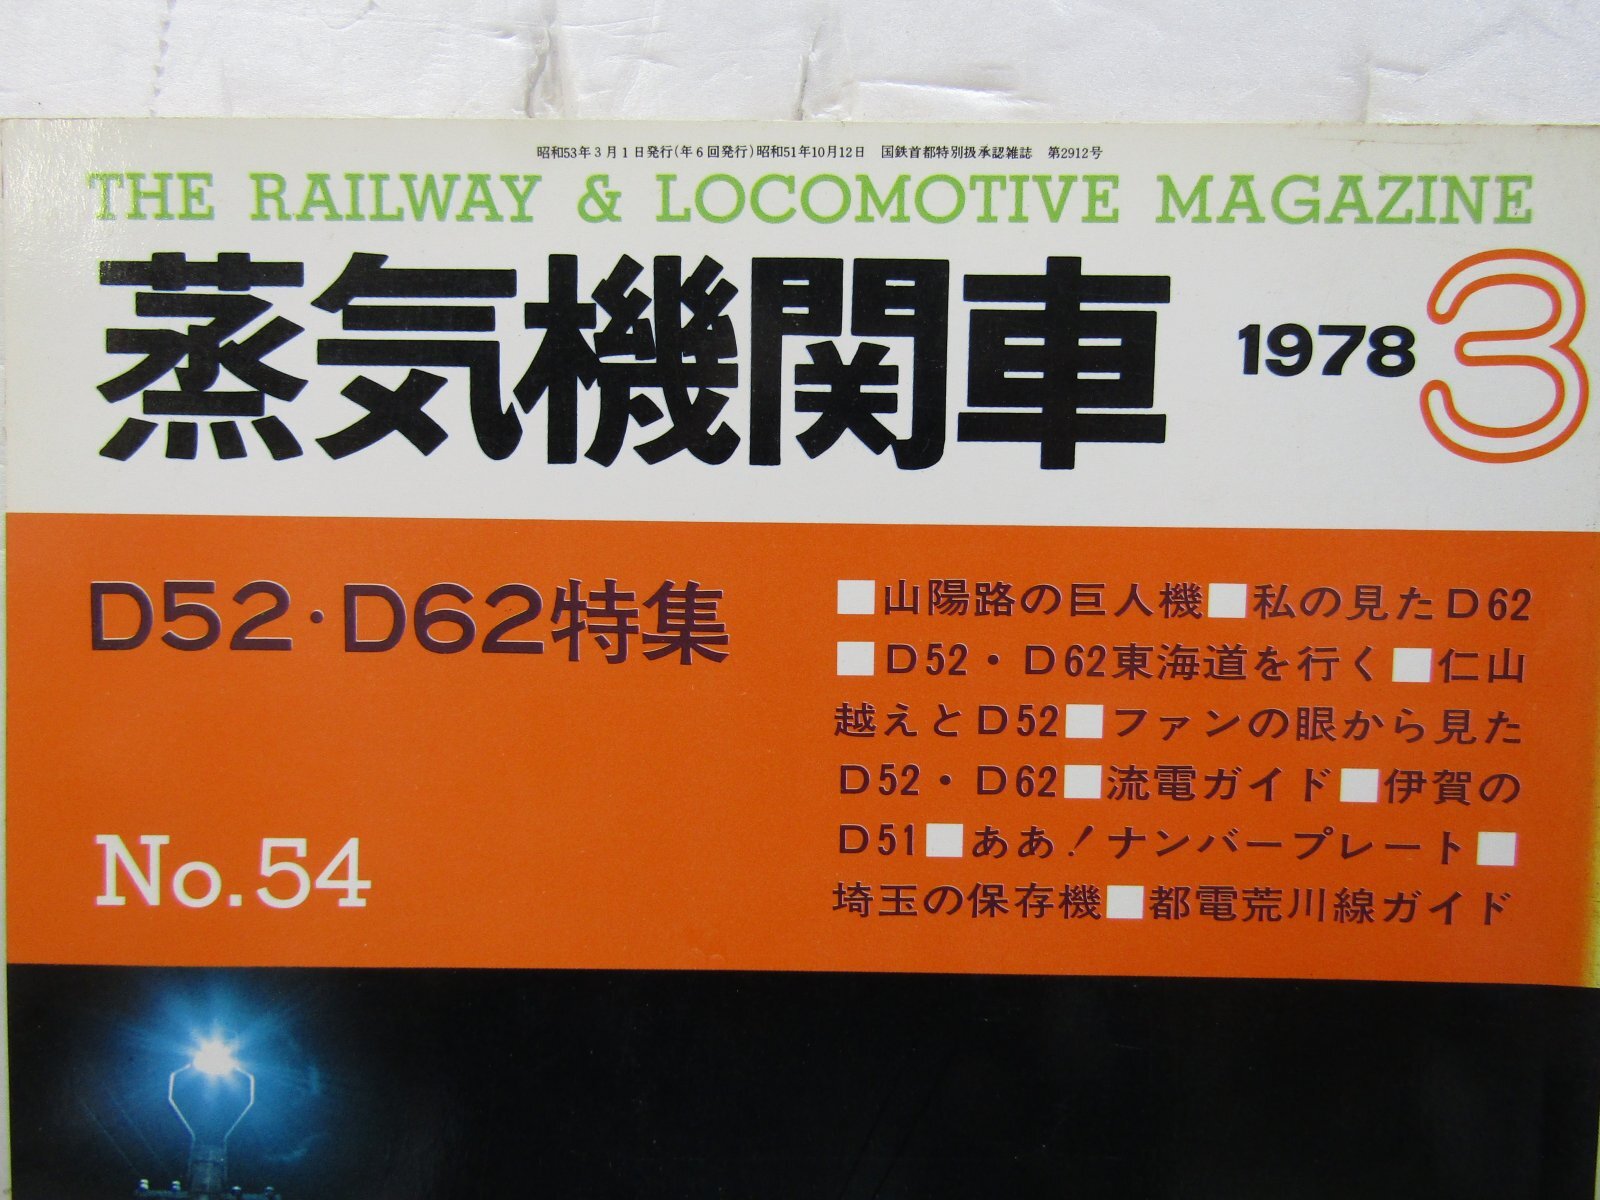 昭和53年3月1日発行(年6回発行)昭和51年10月12日　国鉄首都特別扱承認雑誌　第2912号
THE RAILWAY & LOCOMOTIVE MAGAZINE
蒸気機関車 1978 3
D52・D62特集
■山陽路の巨人機■私の見たD62
■D52・D62東海道を行く■仁山
越えとD52■ファンの眼から見た
D52・D62■流電ガイド■伊賀の
D51■ああ！ナンバープレート■
埼玉の保存機■都電荒川線ガイド
No.54